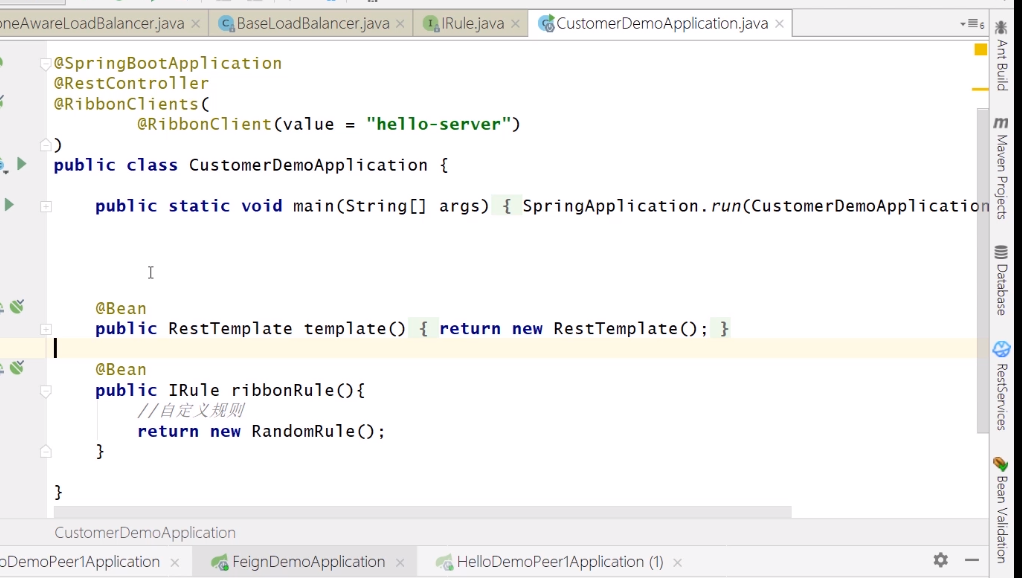 oneAwareLoadBalancer.java
BaseLoadBalancer.java
IRule.java
CustomerDemoApplication.java
6
@SpringBootApplication
@RestController
@RibbonClients(
@RibbonClient(value = "hello-server")
)
public class CustomerDemoApplication {
public static void main(String[] args) { SpringApplication.run(CustomerDemoApplication
@Bean
public RestTemplate template() { return new RestTemplate(); }
@Bean
public IRule ribbonRule(){
//自定义规则
return new RandomRule();
}
}
CustomerDemoApplication
oDemoPeer1Application
FeignDemoApplication
HelloDemoPeer1Application (1)
Ant Build
Maven Projects
Database
RestServices
Bean Validation